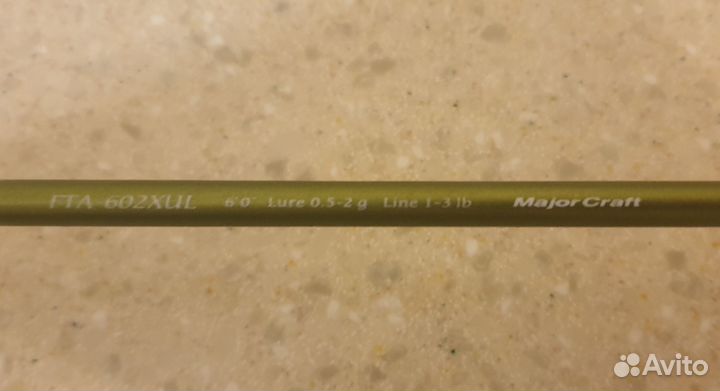 FTA 602XUL 6'0" Lure 0.5-2 g Line 1-3 lb Major Craft
Avito